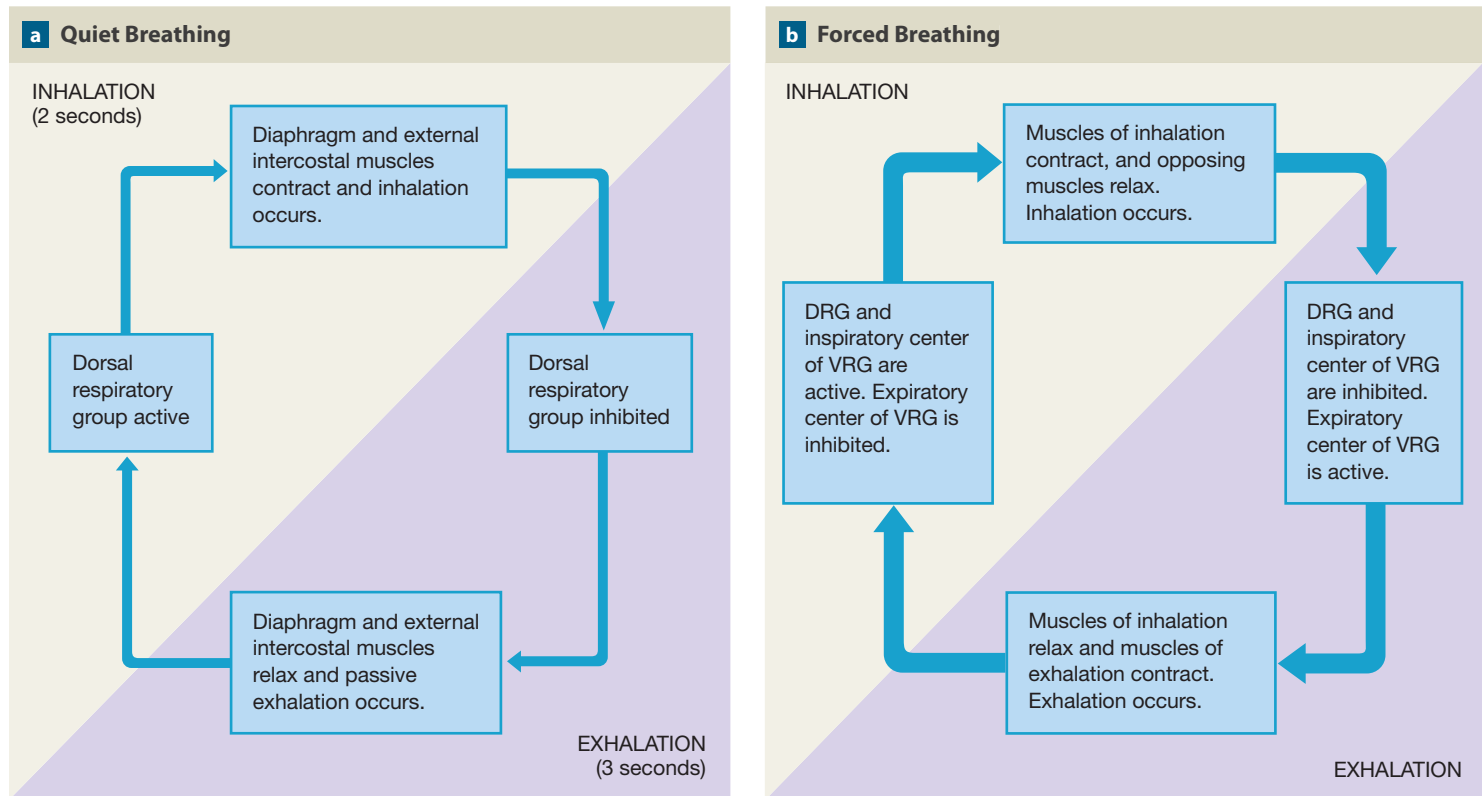 a Quiet Breathing
INHALATION
(2 seconds)
Diaphragm and external
intercostal muscles
contract and inhalation
occurs.
Dorsal
respiratory
group active
Dorsal
respiratory
group inhibited
Diaphragm and external
intercostal muscles
relax and passive
exhalation occurs.
EXHALATION
(3 seconds)
b Forced Breathing
INHALATION
Muscles of inhalation
contract, and opposing
muscles relax.
Inhalation occurs.
DRG and
inspiratory center
of VRG are
active. Expiratory
center of VRG is
inhibited.
DRG and
inspiratory
center of VRG
are inhibited.
Expiratory
center of VRG
is active.
Muscles of inhalation
relax and muscles of
exhalation contract.
Exhalation occurs.
EXHALATION